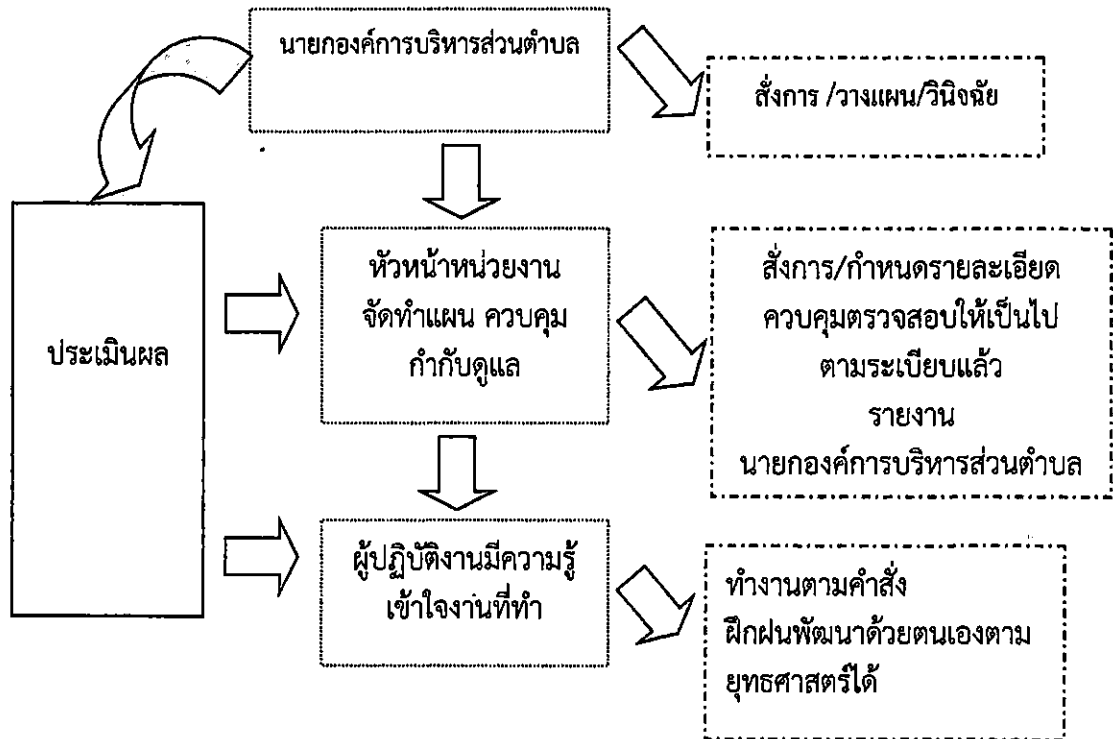 นายกองค์การบริหารส่วนตำบล
สั่งการ /วางแผน/วินิจฉัย
ประเมินผล
หัวหน้าหน่วยงาน
จัดทำแผน ควบคุม
กำกับดูแล
สั่งการ/กำหนดรายละเอียด
ควบคุมตรวจสอบให้เป็นไป
ตามระเบียบแล้ว
รายงาน
นายกองค์การบริหารส่วนตำบล
ผู้ปฏิบัติงานมีความรู้
เข้าใจงานที่ทำ
ทำงานตามคำสั่ง
ฝึกฝนพัฒนาด้วยตนเองตาม
ยุทธศาสตร์ได้